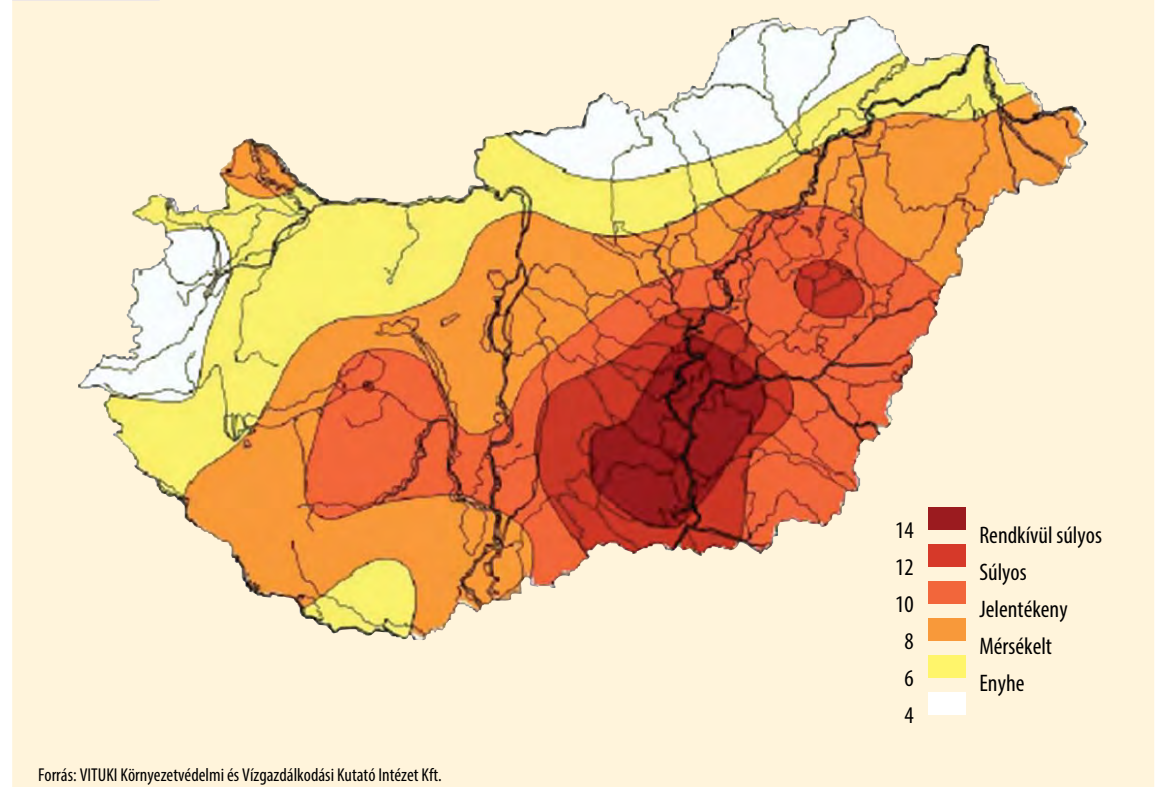 14
Rendkívül súlyos
12
Súlyos
10
Jelentékeny
8
Mérsékelt
6
Enyhe
4
Forrás: VITUKI Környezetvédelmi és Vízgazdálkodási Kutató Intézet Kft.